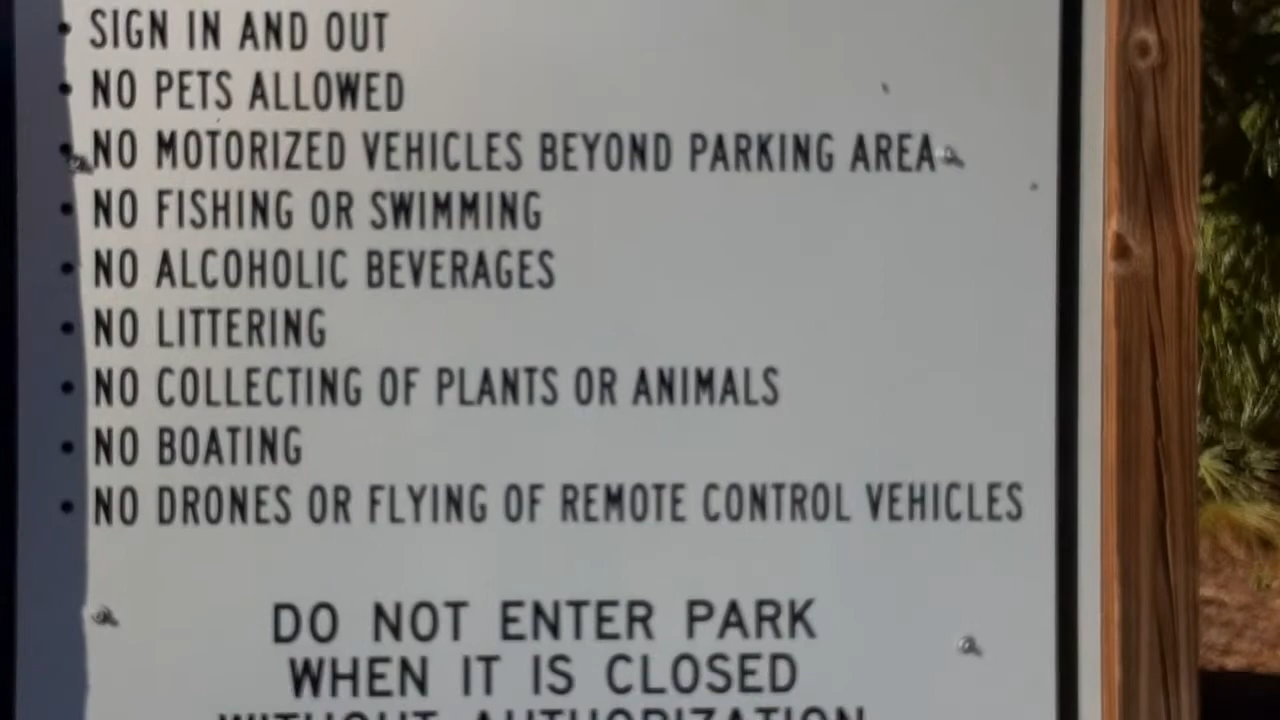 • SIGN IN AND OUT
• NO PETS ALLOWED
• NO MOTORIZED VEHICLES BEYOND PARKING AREA
• NO FISHING OR SWIMMING
• NO ALCOHOLIC BEVERAGES
• NO LITTERING
• NO COLLECTING OF PLANTS OR ANIMALS
• NO BOATING
• NO DRONES OR FLYING OF REMOTE CONTROL VEHICLES
DO NOT ENTER PARK
WHEN IT IS CLOSED
WITHOUT AUTHORIZATION